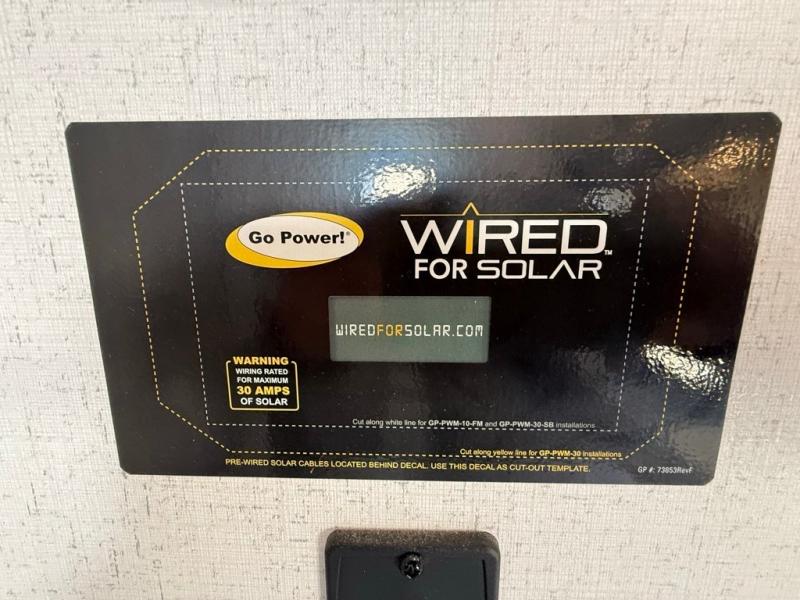 Go Power!®
WIRED™
FOR SOLAR
WIREDFORSOLAR.COM
WARNING
WIRING RATED
FOR MAXIMUM
30 AMPS
OF SOLAR
Cut along white line for GP-PWM-10-FM and GP-PWM-30-SB installations
Cut along yellow line for GP-PWM-30 installations
PRE-WIRED SOLAR CABLES LOCATED BEHIND DECAL. USE THIS DECAL AS CUT-OUT TEMPLATE.
GP #: 73853RevF